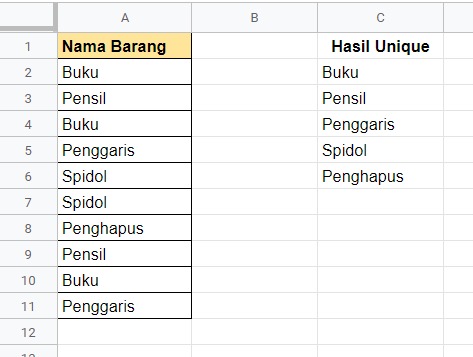 A B C
1 Nama Barang Hasil Unique
2 Buku Buku
3 Pensil Pensil
4 Buku Penggaris
5 Penggaris Spidol
6 Spidol Penghapus
7 Spidol
8 Penghapus
9 Pensil
10 Buku
11 Penggaris
12